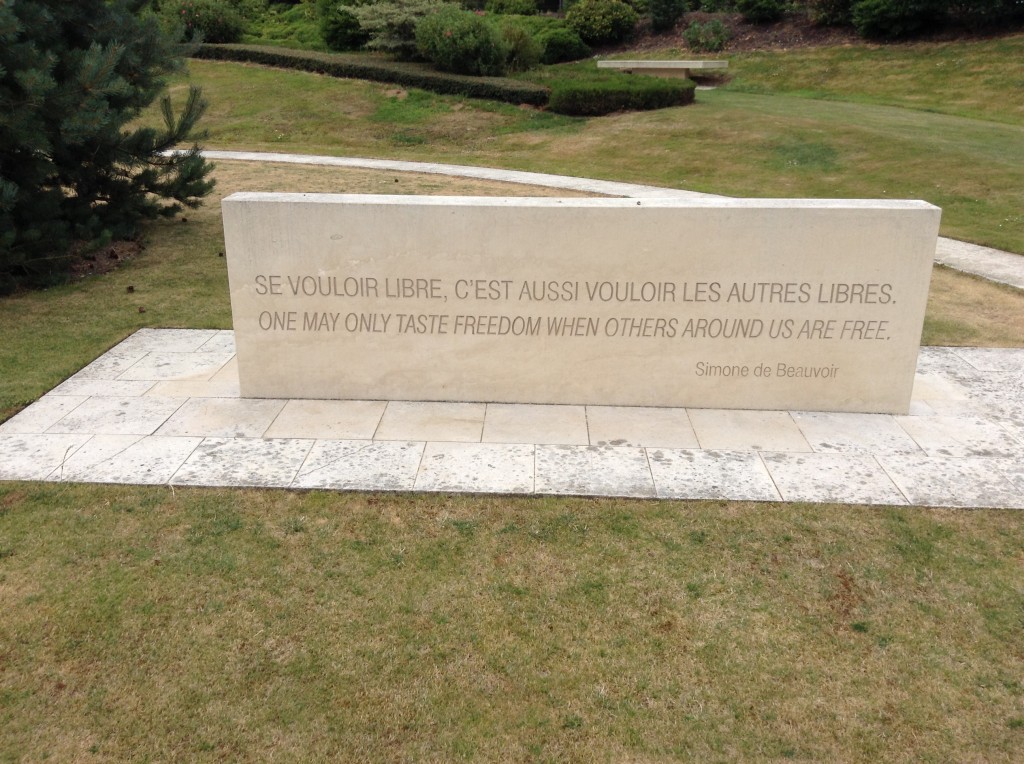 SE VOULOIR LIBRE, C'EST AUSSI VOULOIR LES AUTRES LIBRES.
ONE MAY ONLY TASTE FREEDOM WHEN OTHERS AROUND US ARE FREE.
Simone de Beauvoir